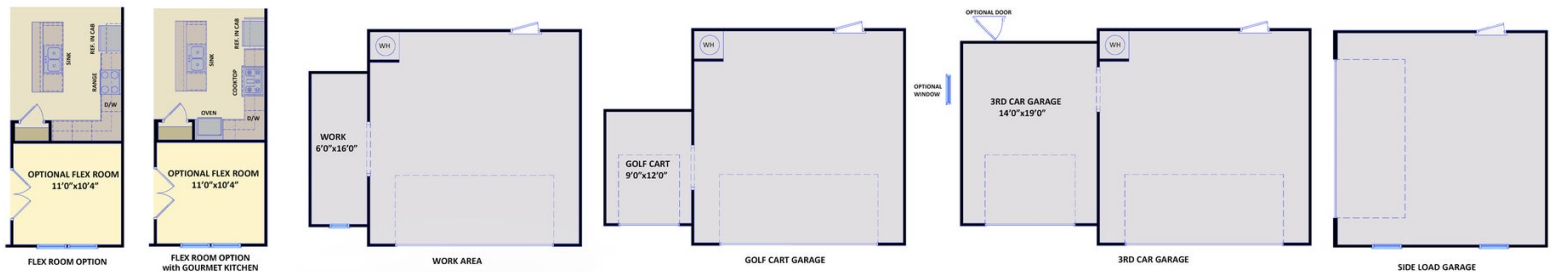 SINK
REF. IN CAB
RANGE
D/W
OPTIONAL FLEX ROOM
11'0"x10'4"
FLEX ROOM OPTION
SINK
REF. IN CAB
COOKTOP
OVEN
D/W
OPTIONAL FLEX ROOM
11'0"x10'4"
FLEX ROOM OPTION
with GOURMET KITCHEN
WH
WORK
6'0"x16'0"
WORK AREA
WH
GOLF CART
9'0"x12'0"
GOLF CART GARAGE
OPTIONAL DOOR
OPTIONAL
WINDOW
WH
3RD CAR GARAGE
14'0"x19'0"
3RD CAR GARAGE
SIDE LOAD GARAGE